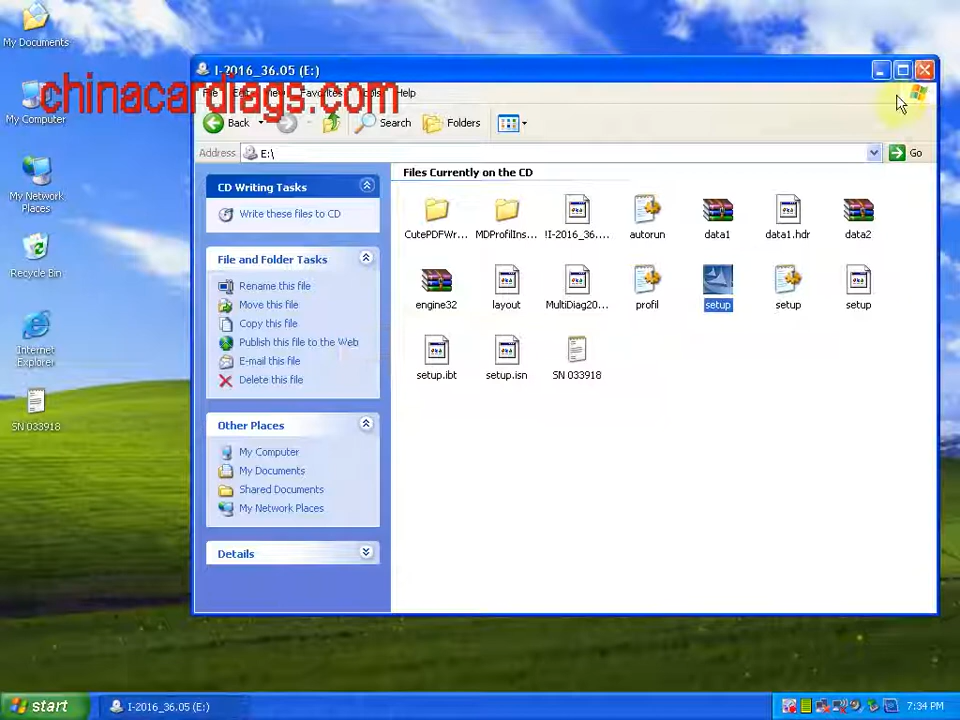 My Documents
I-2016_36.05 (E:)
chinacardiags.com
Favorites
Help
My Computer
Back
Search
Folders
Address
E:\
Go
Files Currently on the CD
CD Writing Tasks
Write these files to CD
My Network
Places
CutePDFWr...
MDProfilIns...
!I-2016_36....
autorun
data1
data1.hdr
data2
File and Folder Tasks
Recycle Bin
Rename this file
Move this file
Copy this file
Publish this file to the Web
E-mail this file
Delete this file
engine32
layout
MultiDiag20...
profil
setup
setup
setup
Internet
Explorer
setup.ibt
setup.isn
SN 033918
SN 033918
Other Places
My Computer
My Documents
Shared Documents
My Network Places
Details
start
I-2016_36.05 (E:)
7:34 PM